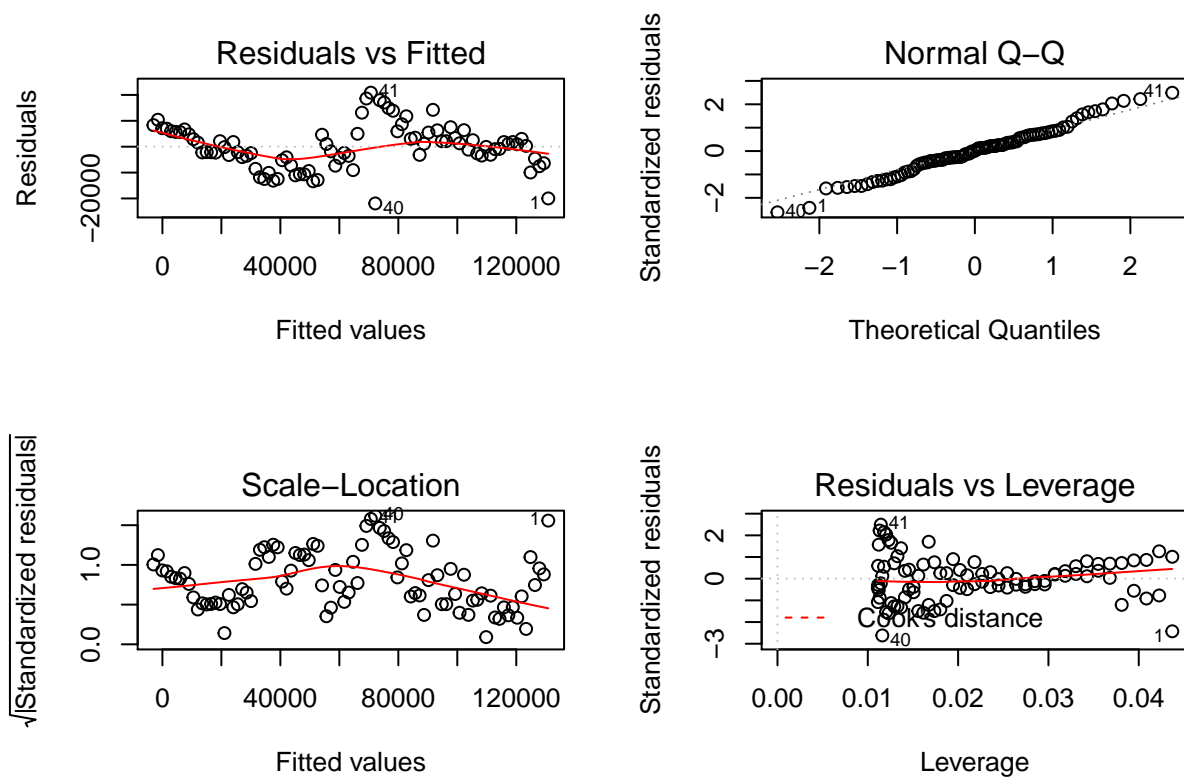 Residuals vs Fitted
Residuals
−20000
0 40000 80000 120000
Fitted values
41
40
1
Normal Q−Q
Standardized residuals
−2 0 2
−2 −1 0 1 2
Theoretical Quantiles
41
40
1
Scale−Location
√|Standardized residuals|
0.0 1.0
0 40000 80000 120000
Fitted values
40
1
Residuals vs Leverage
Standardized residuals
−3 0 2
0.00 0.01 0.02 0.03 0.04
Leverage
41
Cook's distance
40
1